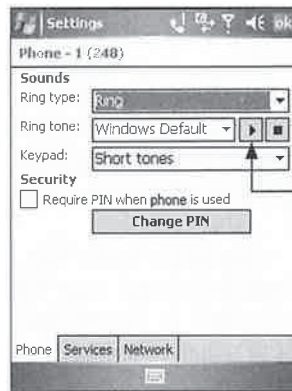 Settings ok
Phone - 1 (248)
Sounds
Ring type: Ring
Ring tone: Windows Default
Keypad: Short tones
Security
Require PIN when phone is used
Change PIN
Phone Services Network